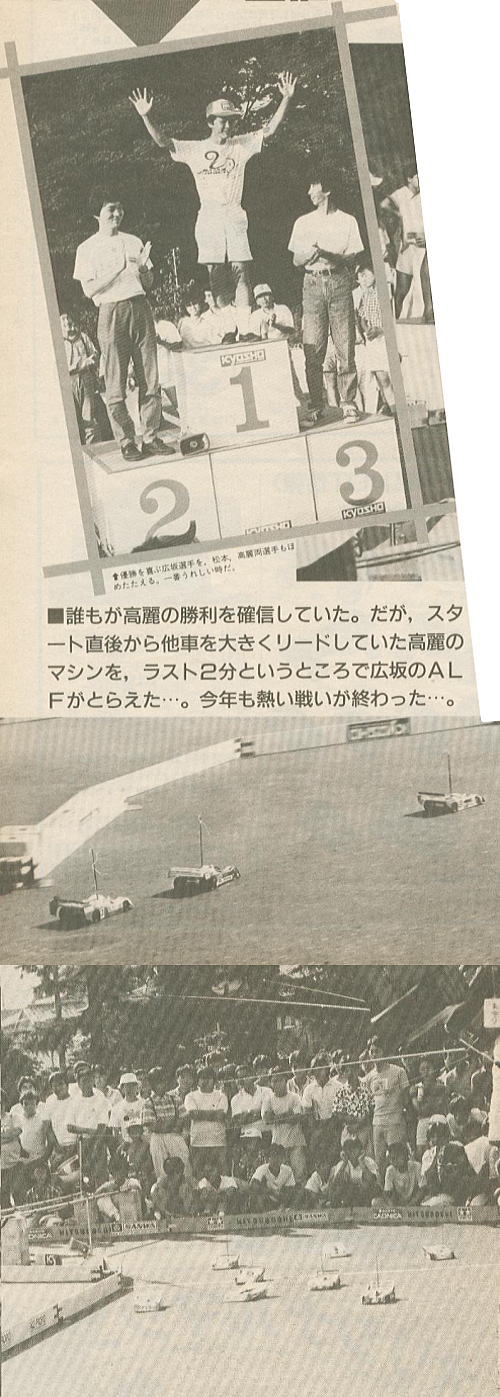 KYOSHO
1
2
3
KYOSHO
KYOSHO
⬆優勝を喜ぶ広坂選手を，松本，高麗両選手もほ
めたたえる。一番うれしい時だ。
■誰もが高麗の勝利を確信していた。だが，スタ
ート直後から他車を大きくリードしていた高麗の
マシンを，ラスト2分というところで広坂のAL
Fがとらえた…。今年も熱い戦いが終わった…。
SANWA
SANWA
CADNICA